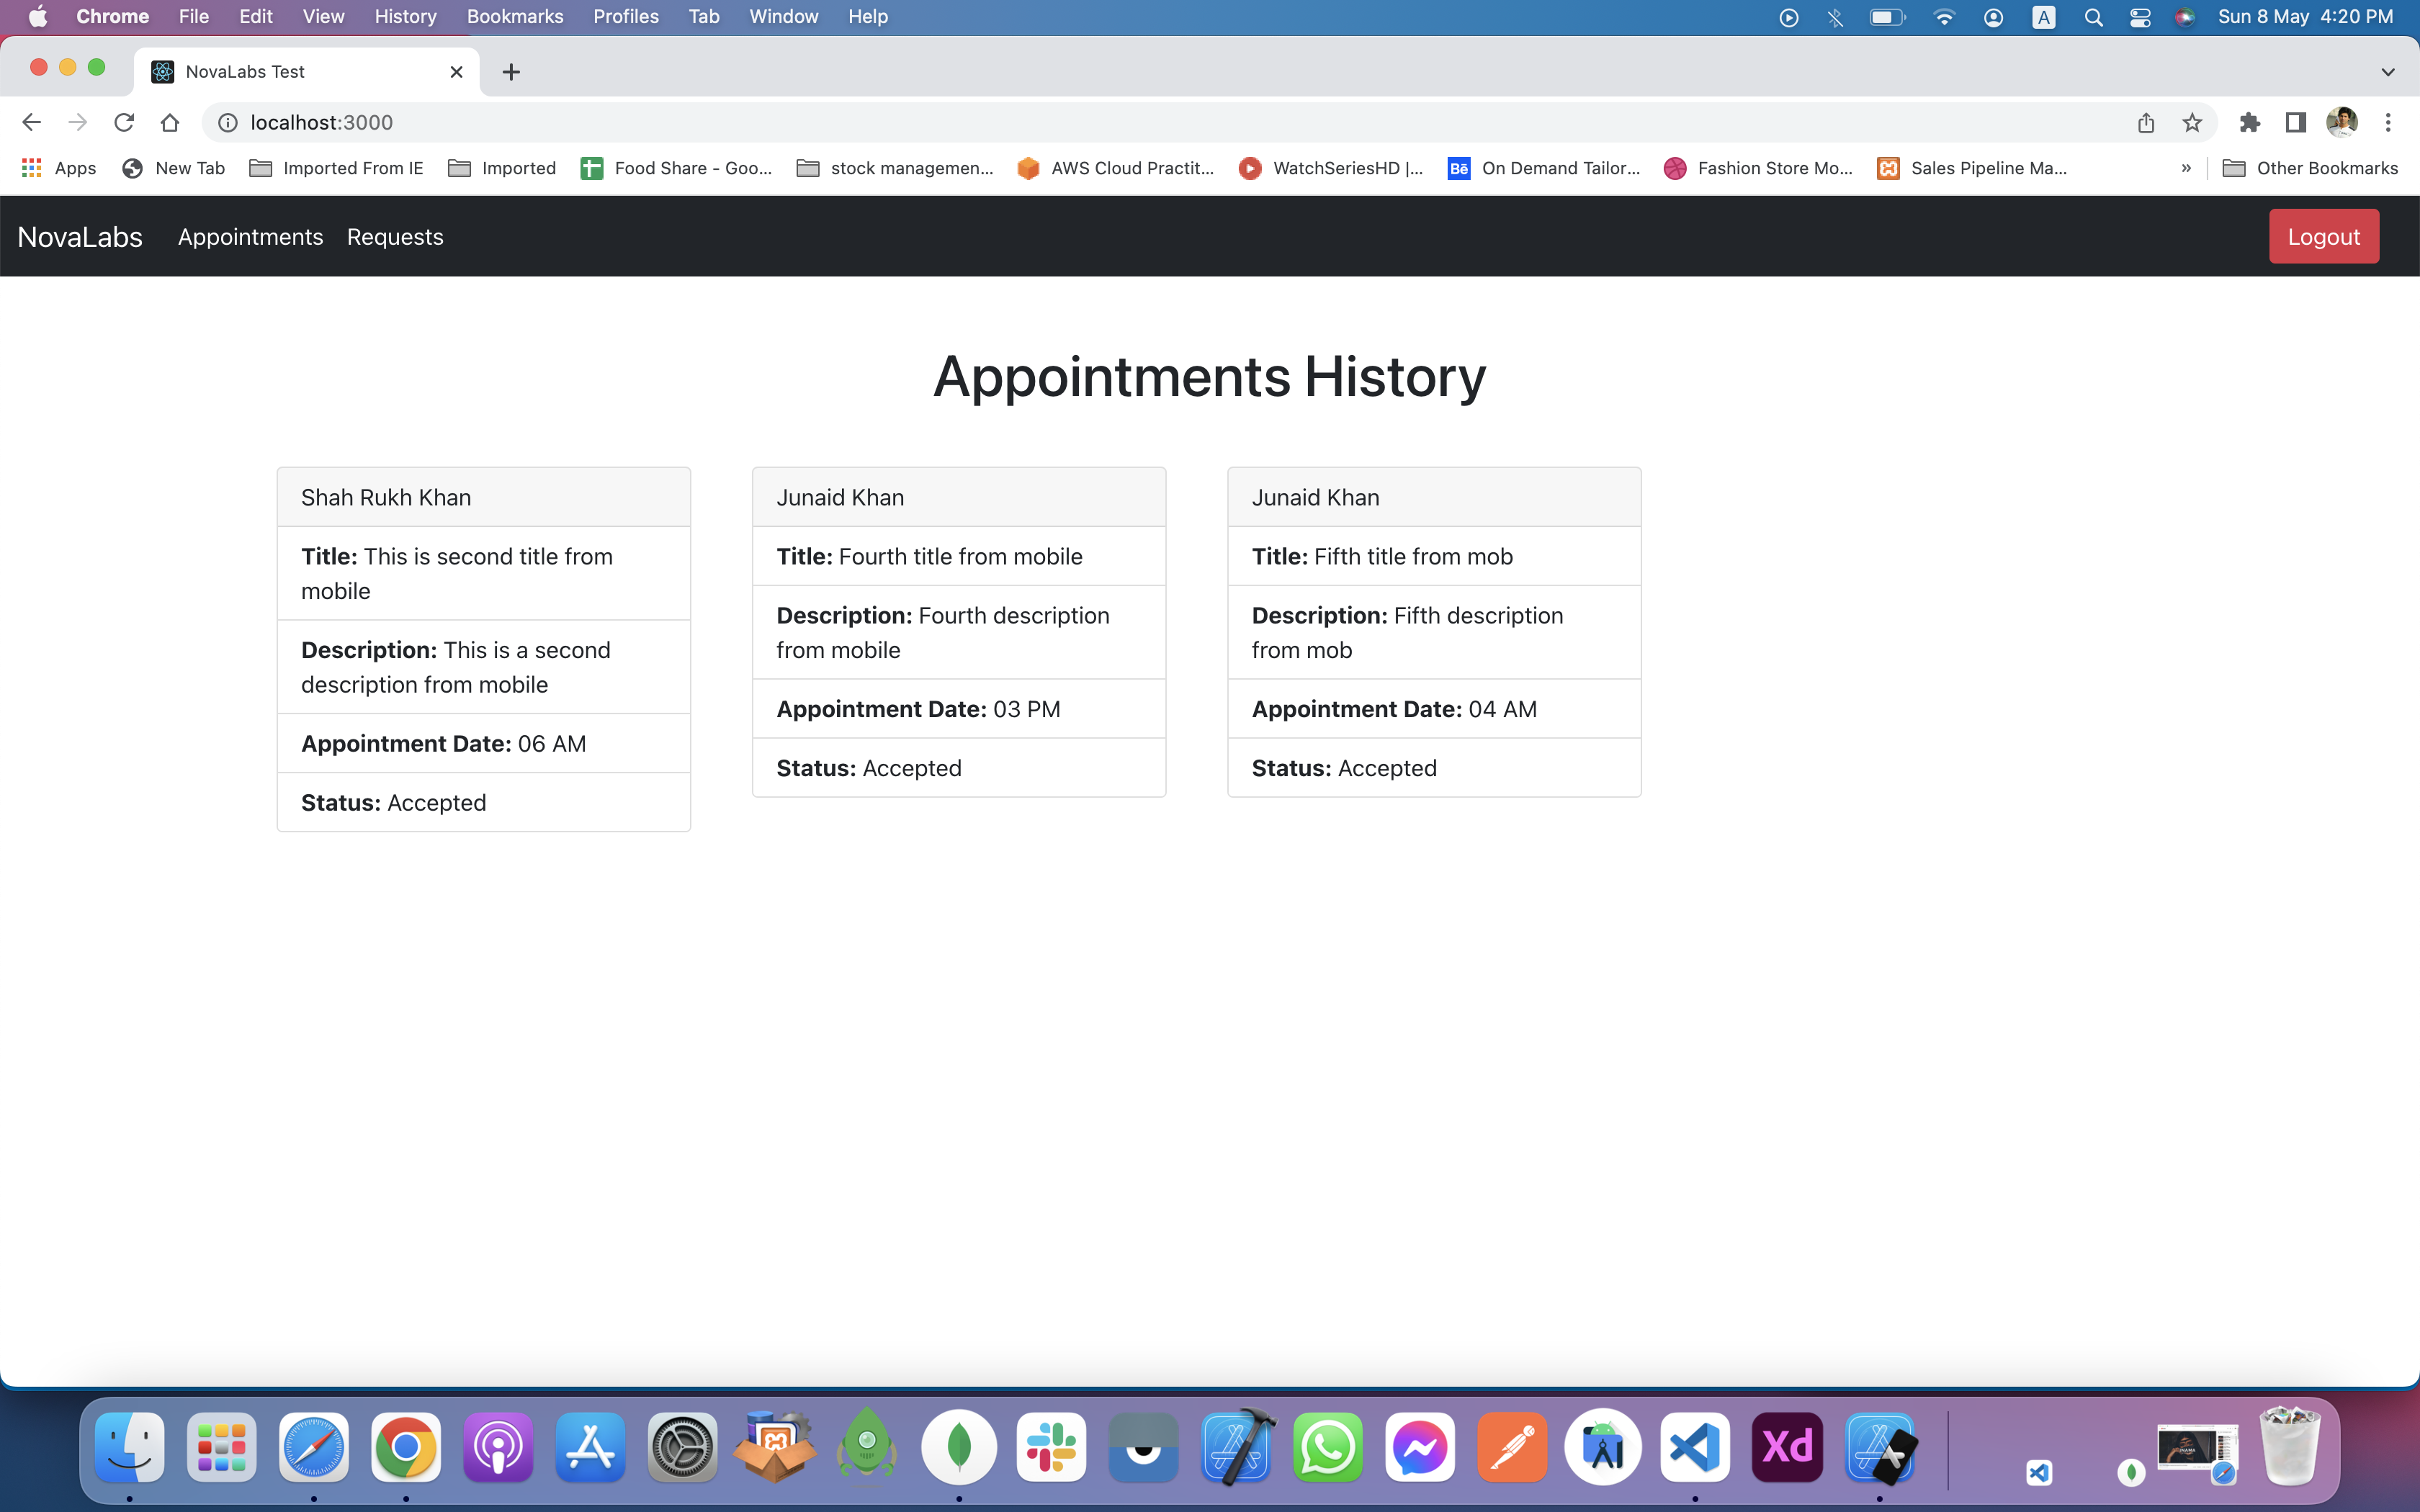 Chrome File Edit View History Bookmarks Profiles Tab Window Help A Sun 8 May 4:20 PM
NovaLabs Test
localhost:3000
Apps New Tab Imported From IE Imported Food Share - Goo... stock managemen... AWS Cloud Practit... WatchSeriesHD |... Bē On Demand Tailor... Fashion Store Mo... Sales Pipeline Ma... » Other Bookmarks
NovaLabs Appointments Requests Logout
Appointments History
Shah Rukh Khan
Title: This is second title from
mobile
Description: This is a second
description from mobile
Appointment Date: 06 AM
Status: Accepted
Junaid Khan
Title: Fourth title from mobile
Description: Fourth description
from mobile
Appointment Date: 03 PM
Status: Accepted
Junaid Khan
Title: Fifth title from mob
Description: Fifth description
from mob
Appointment Date: 04 AM
Status: Accepted
Xd